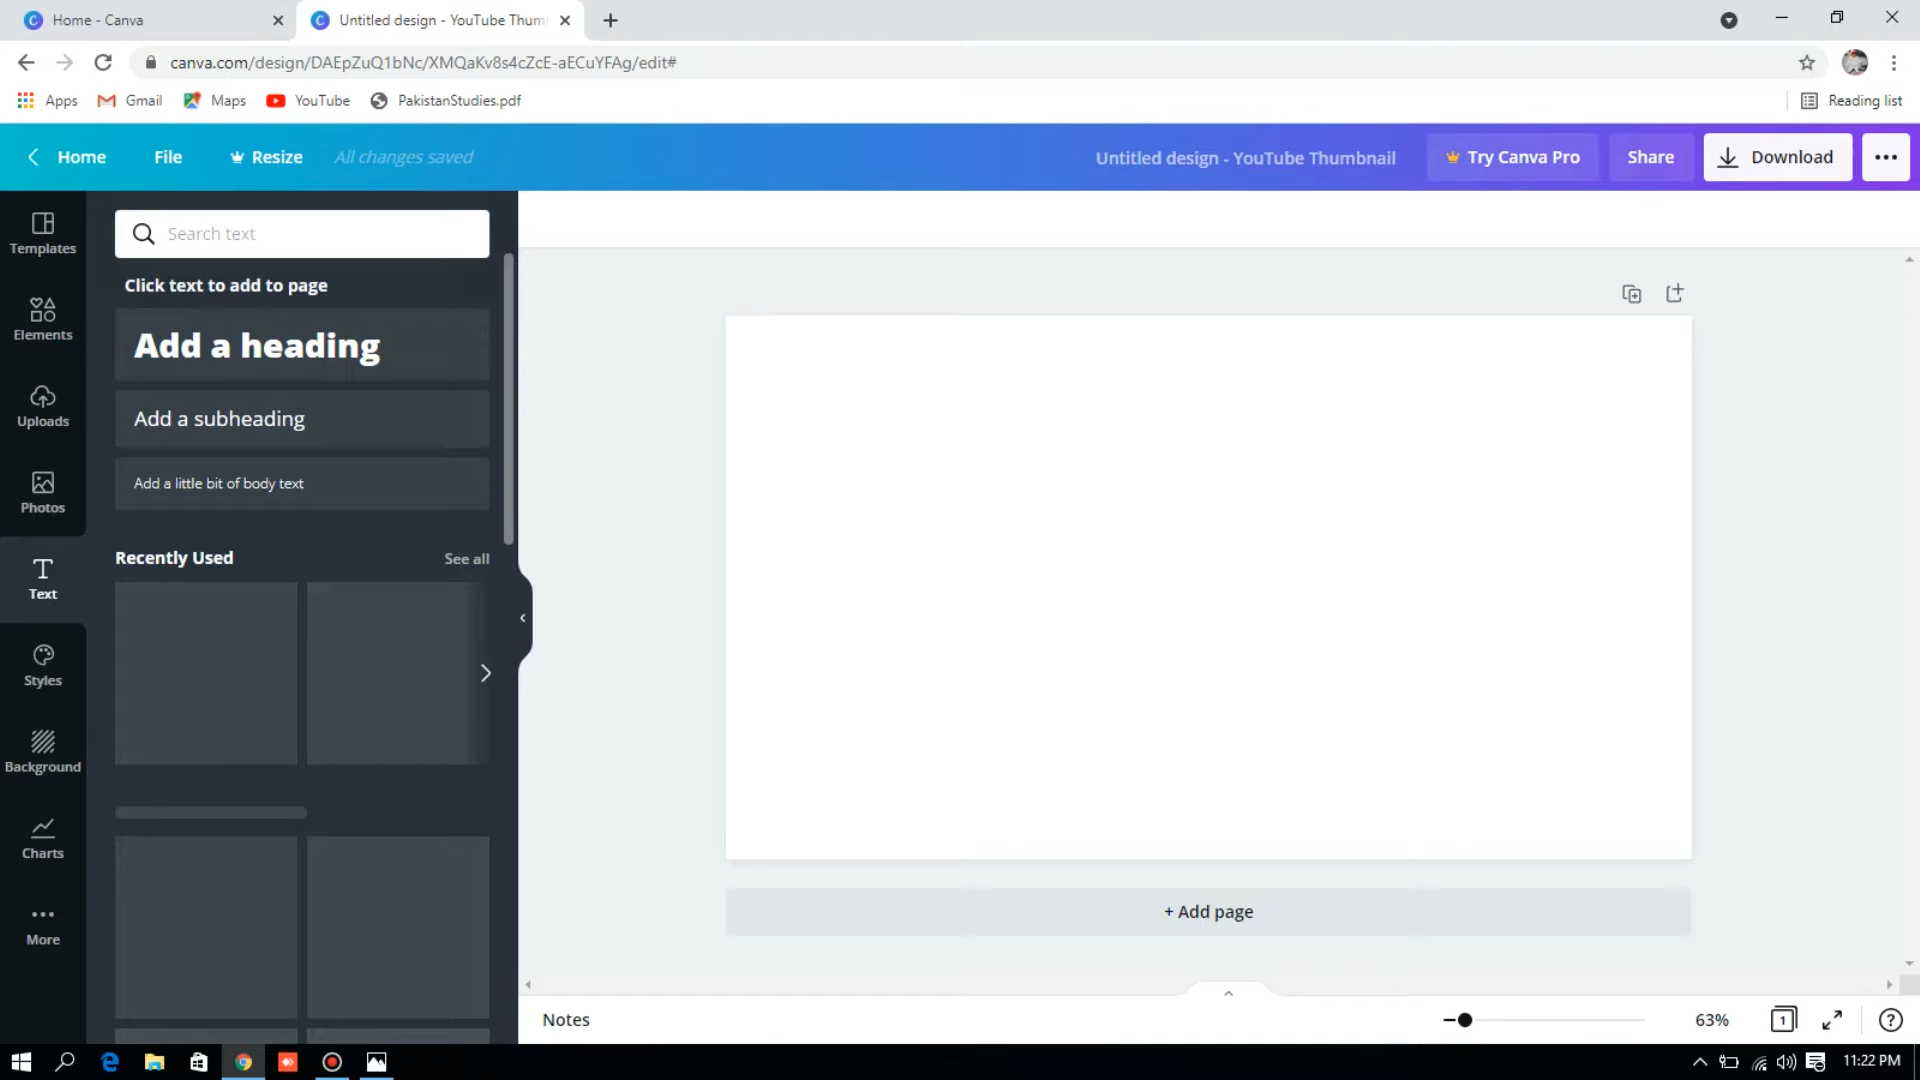 Home - Canva
Untitled design - YouTube Thum
canva.com/design/DAEpZuQ1bNc/XMQaKv8s4cZcE-aECuYFAg/edit#
Apps
Gmail
Maps
YouTube
PakistanStudies.pdf
Reading list
Home
File
Resize
All changes saved
Untitled design - YouTube Thumbnail
Try Canva Pro
Share
Download
Templates
Elements
Uploads
Photos
Text
Styles
Background
Charts
More
Search text
Click text to add to page
Add a heading
Add a subheading
Add a little bit of body text
Recently Used
See all
+ Add page
Notes
63%
1
11:22 PM